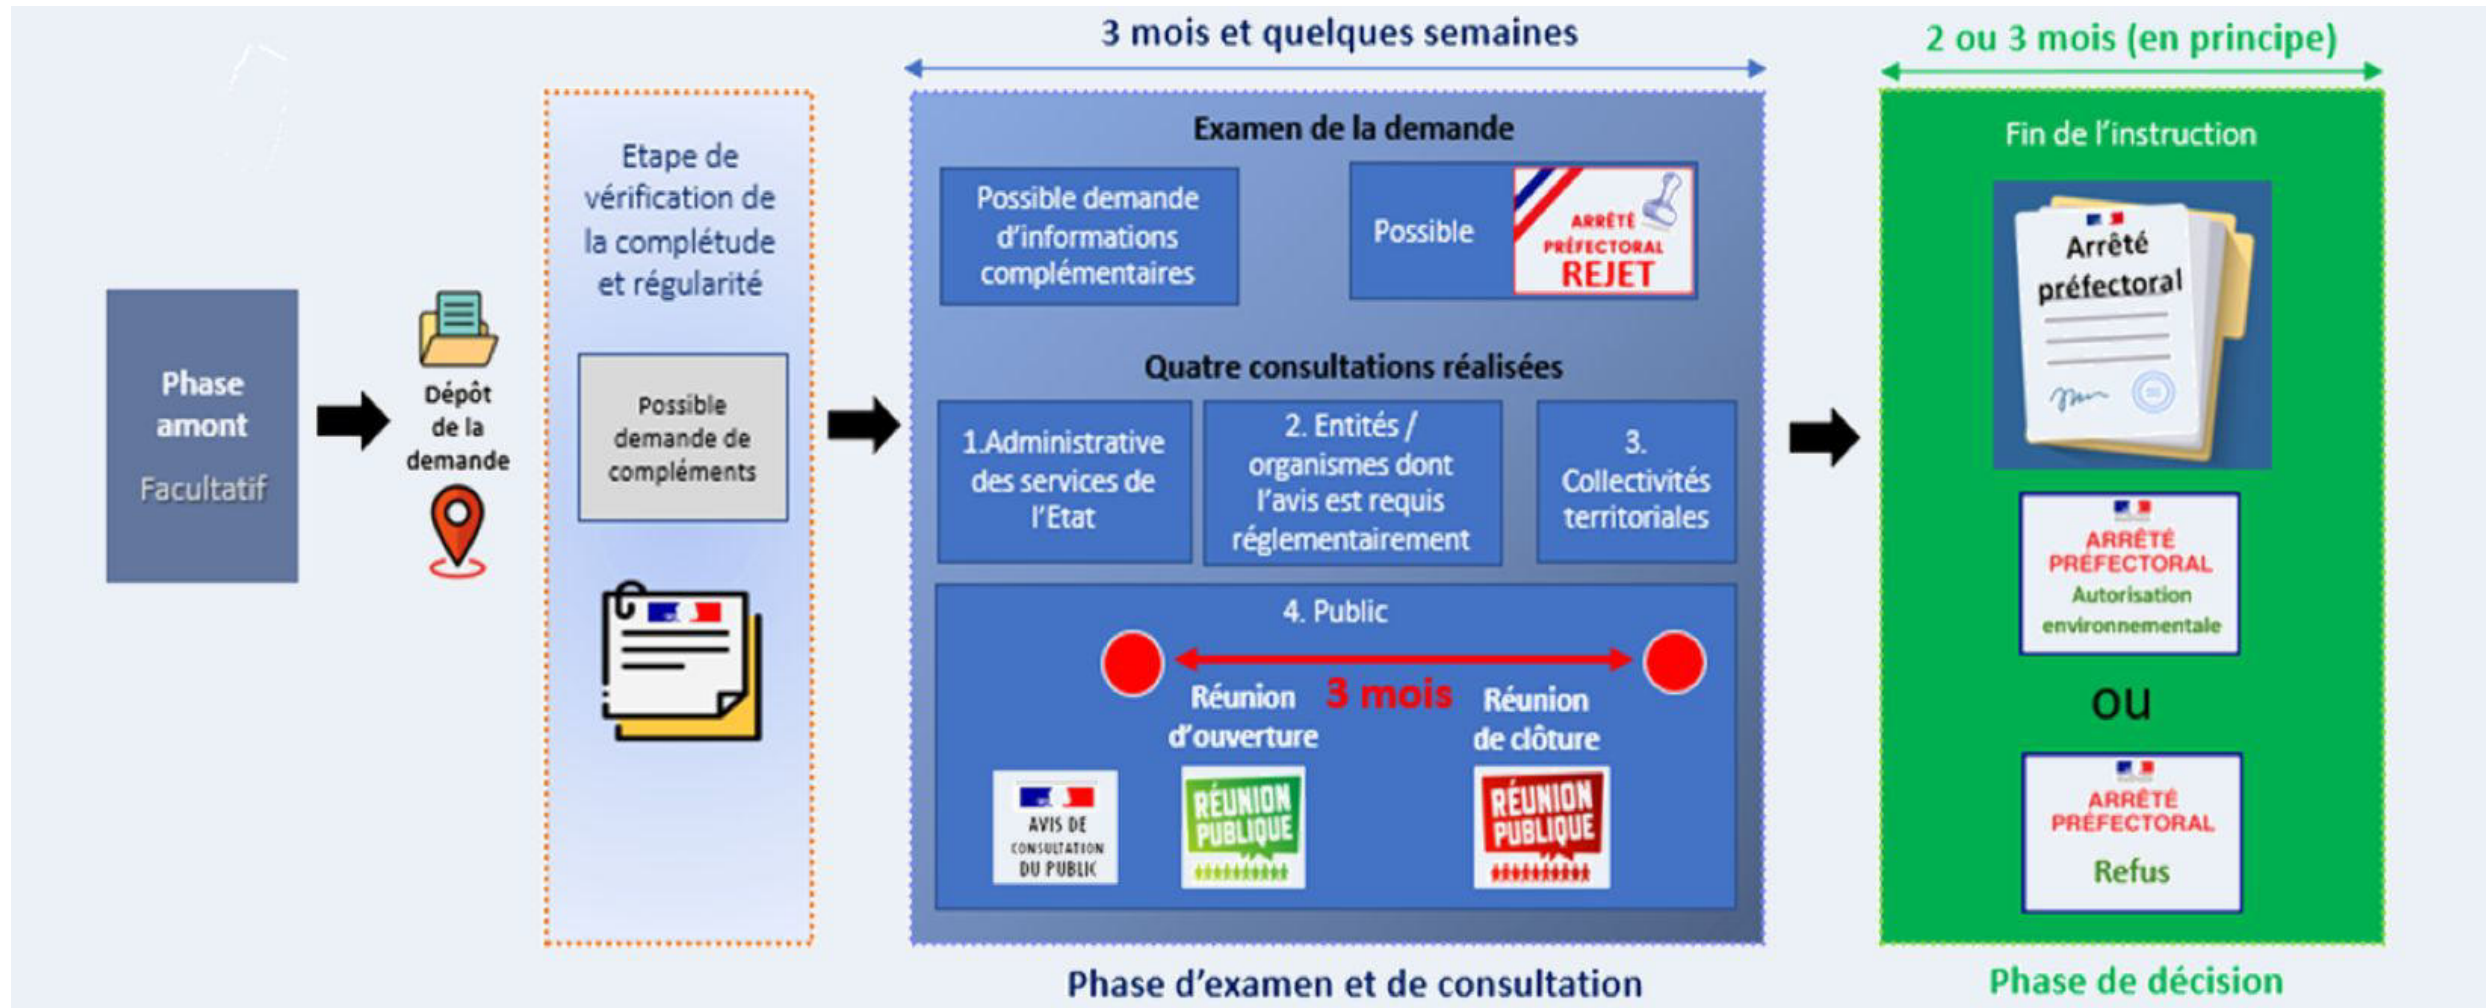 3 mois et quelques semaines
2 ou 3 mois (en principe)
Phase
amont
Facultatif
Dépôt
de la
demande
Etape de
vérification de
la complétude
et régularité
Possible
demande de
compléments
Examen de la demande
Possible demande
d'informations
complémentaires
Possible
ARRÊTÉ
PRÉFECTORAL
REJET
Quatre consultations réalisées
1.Administrative
des services de
l'Etat
2. Entités /
organismes dont
l'avis est requis
réglementairement
3.
Collectivités
territoriales
4. Public
3 mois
Réunion
d'ouverture
Réunion
de clôture
AVIS DE
CONSULTATION
DU PUBLIC
RÉUNION
PUBLIQUE
RÉUNION
PUBLIQUE
Phase d'examen et de consultation
Fin de l'instruction
Arrêté
préfectoral
ARRÊTÉ
PRÉFECTORAL
Autorisation
environnementale
ou
ARRÊTÉ
PRÉFECTORAL
Refus
Phase de décision